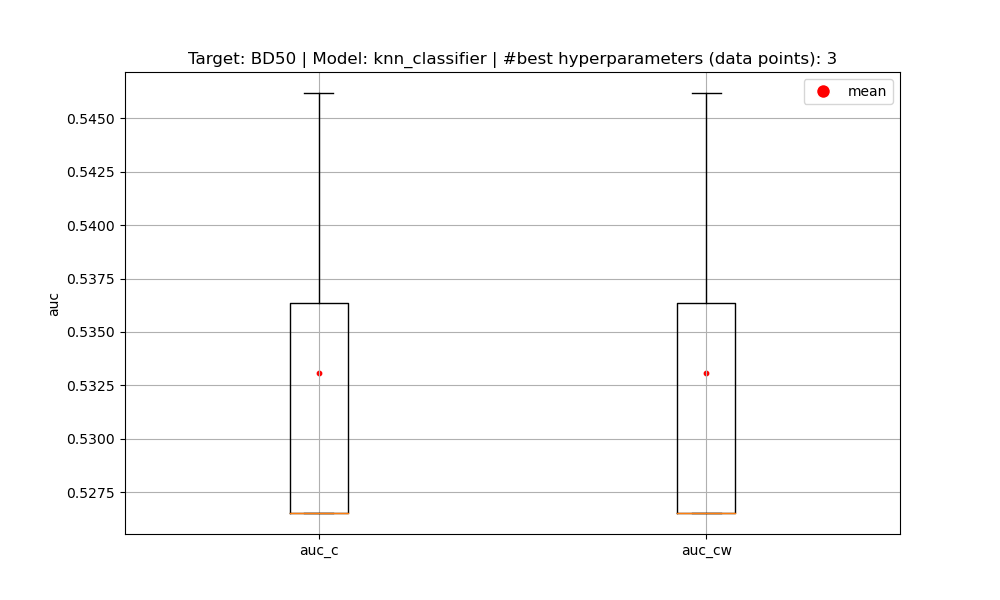 Target: BD50 | Model: knn_classifier | #best hyperparameters (data points): 3
mean
0.5450
0.5425
0.5400
0.5375
0.5350
0.5325
0.5300
0.5275
auc
auc_c
auc_cw